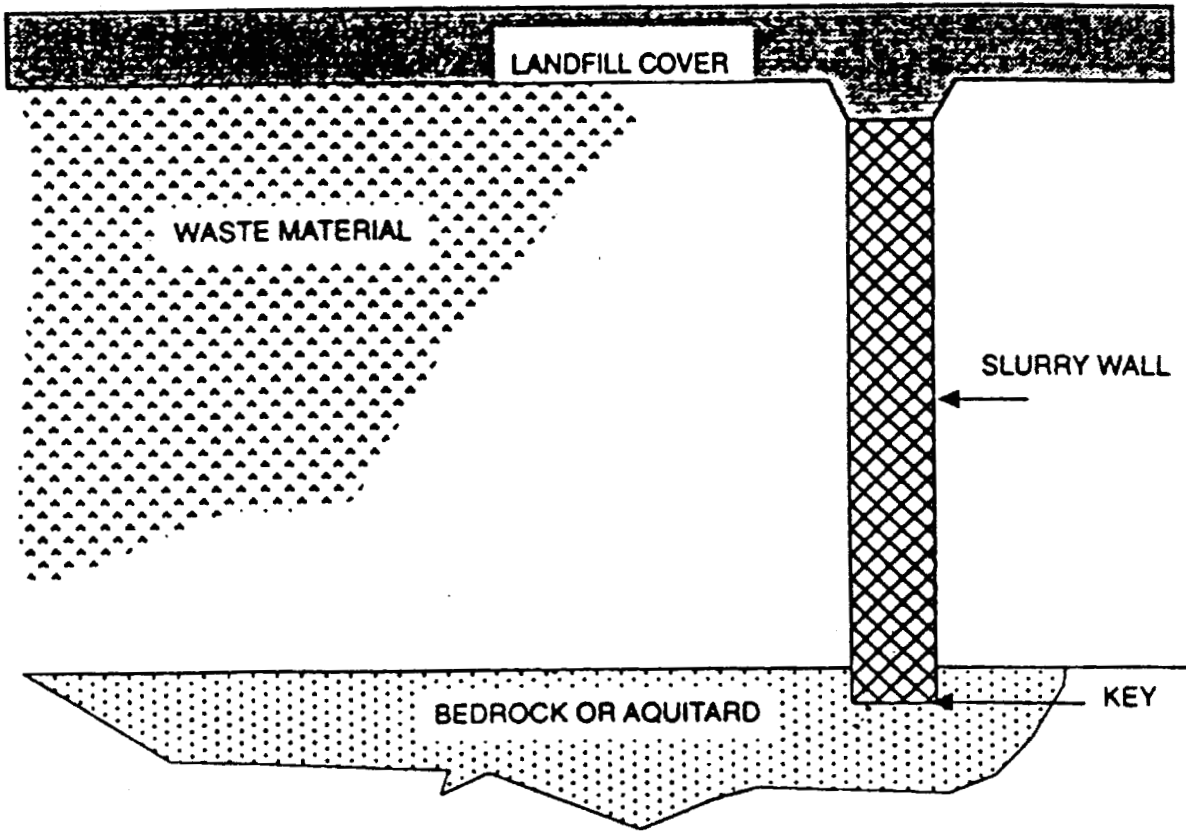 LANDFILL COVER
WASTE MATERIAL
SLURRY WALL
KEY
BEDROCK OR AQUITARD